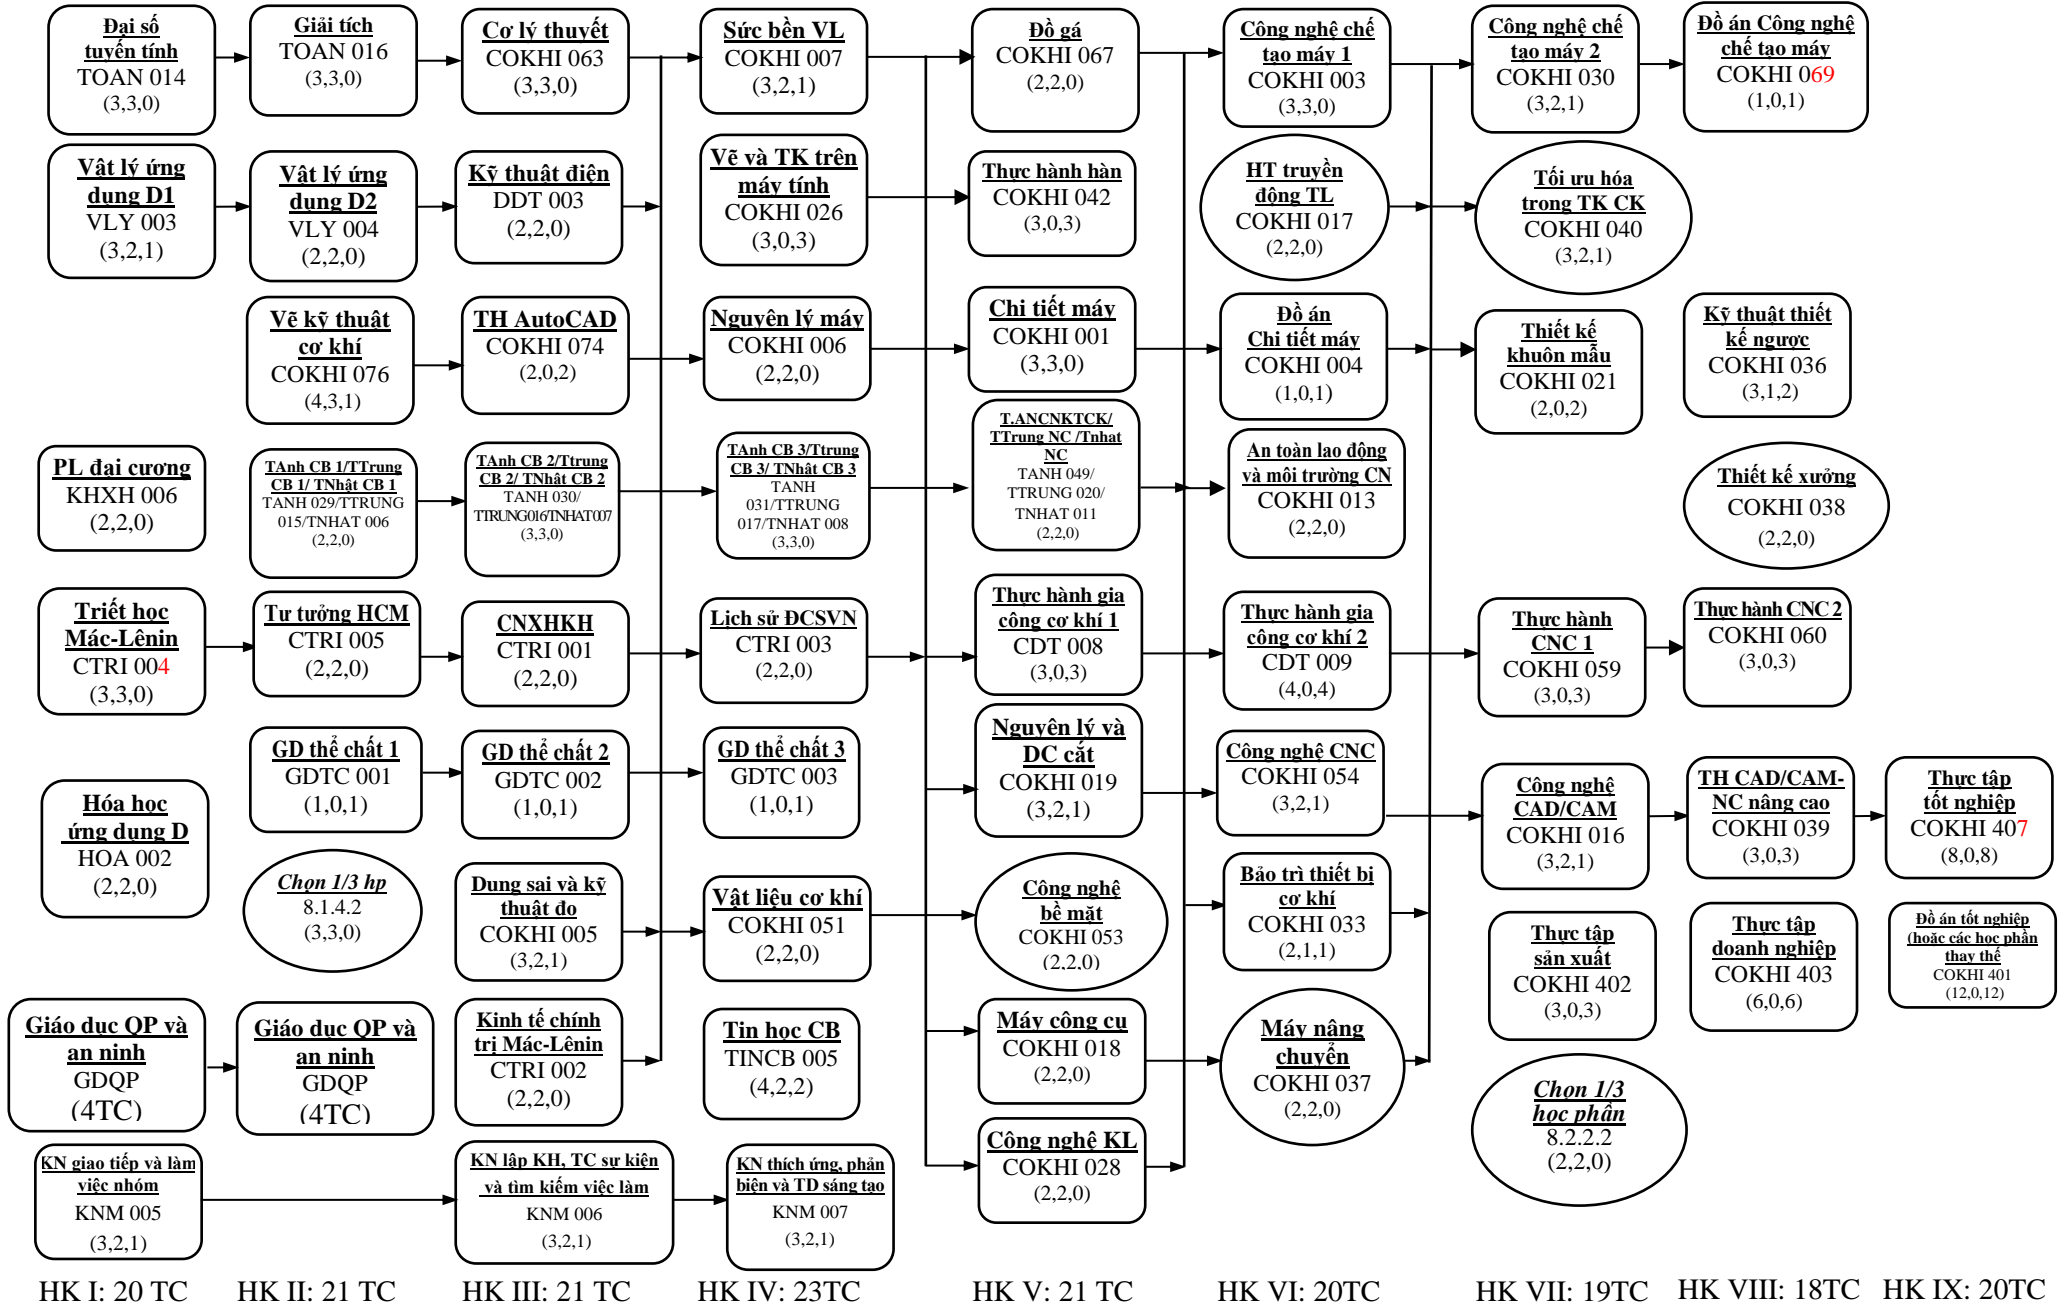 Đại số
tuyến tính
TOAN 014
(3,3,0)
Vật lý ứng
dụng D1
VLY 003
(3,2,1)
PL đại cương
KHXH 006
(2,2,0)
Triết học
Mác-Lênin
CTRI 004
(3,3,0)
Hóa học
ứng dụng D
HOA 002
(2,2,0)
Giáo dục QP và
an ninh
GDQP
(4TC)
KN giao tiếp và làm
việc nhóm
KNM 005
(3,2,1)
HK I: 20 TC
Giải tích
TOAN 016
(3,3,0)
Vật lý ứng
dụng D2
VLY 004
(2,2,0)
Vẽ kỹ thuật
cơ khí
COKHI 076
(4,3,1)
TAnh CB 1/TTrung
CB 1/ TNhật CB 1
TANH 029/TTRUNG
015/TNHAT 006
(2,2,0)
Tư tưởng HCM
CTRI 005
(2,2,0)
GD thể chất 1
GDTC 001
(1,0,1)
Chọn 1/3 hp
8.1.4.2
(3,3,0)
Giáo dục QP và
an ninh
GDQP
(4TC)
HK II: 21 TC
Cơ lý thuyết
COKHI 063
(3,3,0)
Kỹ thuật điện
DDT 003
(2,2,0)
TH AutoCAD
COKHI 074
(2,0,2)
TAnh CB 2/Ttrung
CB 2/ TNhât CB 2
TANH 030/
TTRUNG016/TNHAT007
(3,3,0)
CNXHKH
CTRI 001
(2,2,0)
GD thể chất 2
GDTC 002
(1,0,1)
Dung sai và kỹ
thuật đo
COKHI 005
(3,2,1)
Kinh tế chính
trị Mác-Lênin
CTRI 002
(2,2,0)
KN lập KH, TC sự kiện
và tìm kiếm việc làm
KNM 006
(3,2,1)
HK III: 21 TC
Sức bền VL
COKHI 007
(3,2,1)
Vẽ và TK trên
máy tính
COKHI 026
(3,0,3)
Nguyên lý máy
COKHI 006
(2,2,0)
TAnh CB 3/Ttrung
CB 3/ TNhât CB 3
TANH
031/TTRUNG
017/TNHAT 008
(3,3,0)
Lịch sử ĐCSVN
CTRI 003
(2,2,0)
GD thể chất 3
GDTC 003
(1,0,1)
Vật liệu cơ khí
COKHI 051
(2,2,0)
Tin học CB
TINCB 005
(4,2,2)
KN thích ứng, phản
biện và TD sáng tạo
KNM 007
(3,2,1)
HK IV: 23TC
Đồ gá
COKHI 067
(2,2,0)
Thực hành hàn
COKHI 042
(3,0,3)
Chi tiết máy
COKHI 001
(3,3,0)
T.ANCNKTCK/
TTrung NC /Tnhat
NC
TANH 049/
TTRUNG 020/
TNHAT 011
(2,2,0)
Thực hành gia
công cơ khí 1
CDT 008
(3,0,3)
Nguyên lý và
DC cắt
COKHI 019
(3,2,1)
Công nghệ
bề mặt
COKHI 053
(2,2,0)
Máy công cụ
COKHI 018
(2,2,0)
Công nghệ KL
COKHI 028
(2,2,0)
HK V: 21 TC
Công nghệ chế
tạo máy 1
COKHI 003
(3,3,0)
HT truyền
động TL
COKHI 017
(2,2,0)
Đồ án
Chi tiết máy
COKHI 004
(1,0,1)
An toàn lao động
và môi trường CN
COKHI 013
(2,2,0)
Thực hành gia
công cơ khí 2
CDT 009
(4,0,4)
Công nghệ CNC
COKHI 054
(3,2,1)
Bảo trì thiết bị
cơ khí
COKHI 033
(2,1,1)
Máy nâng
chuyển
COKHI 037
(2,2,0)
HK VI: 20TC
Công nghệ chế
tạo máy 2
COKHI 030
(3,2,1)
Tối ưu hóa
trong TK CK
COKHI 040
(3,2,1)
Thiết kế
khuôn mẫu
COKHI 021
(2,0,2)
Thực hành
CNC 1
COKHI 059
(3,0,3)
Công nghệ
CAD/CAM
COKHI 016
(3,2,1)
Thực tập
sản xuất
COKHI 402
(3,0,3)
Chọn 1/3
học phần
8.2.2.2
(2,2,0)
HK VII: 19TC
Đồ án Công nghệ
chế tạo máy
COKHI 069
(1,0,1)
Kỹ thuật thiết
kế ngược
COKHI 036
(3,1,2)
Thiết kế xưởng
COKHI 038
(2,2,0)
Thực hành CNC 2
COKHI 060
(3,0,3)
TH CAD/CAM-
NC nâng cao
COKHI 039
(3,0,3)
Thực tập
doanh nghiệp
COKHI 403
(6,0,6)
HK VIII: 18TC
Thực tập
tốt nghiệp
COKHI 407
(8,0,8)
Đồ án tốt nghiệp
(hoặc các học phần
thay thế
COKHI 401
(12,0,12)
HK IX: 20TC